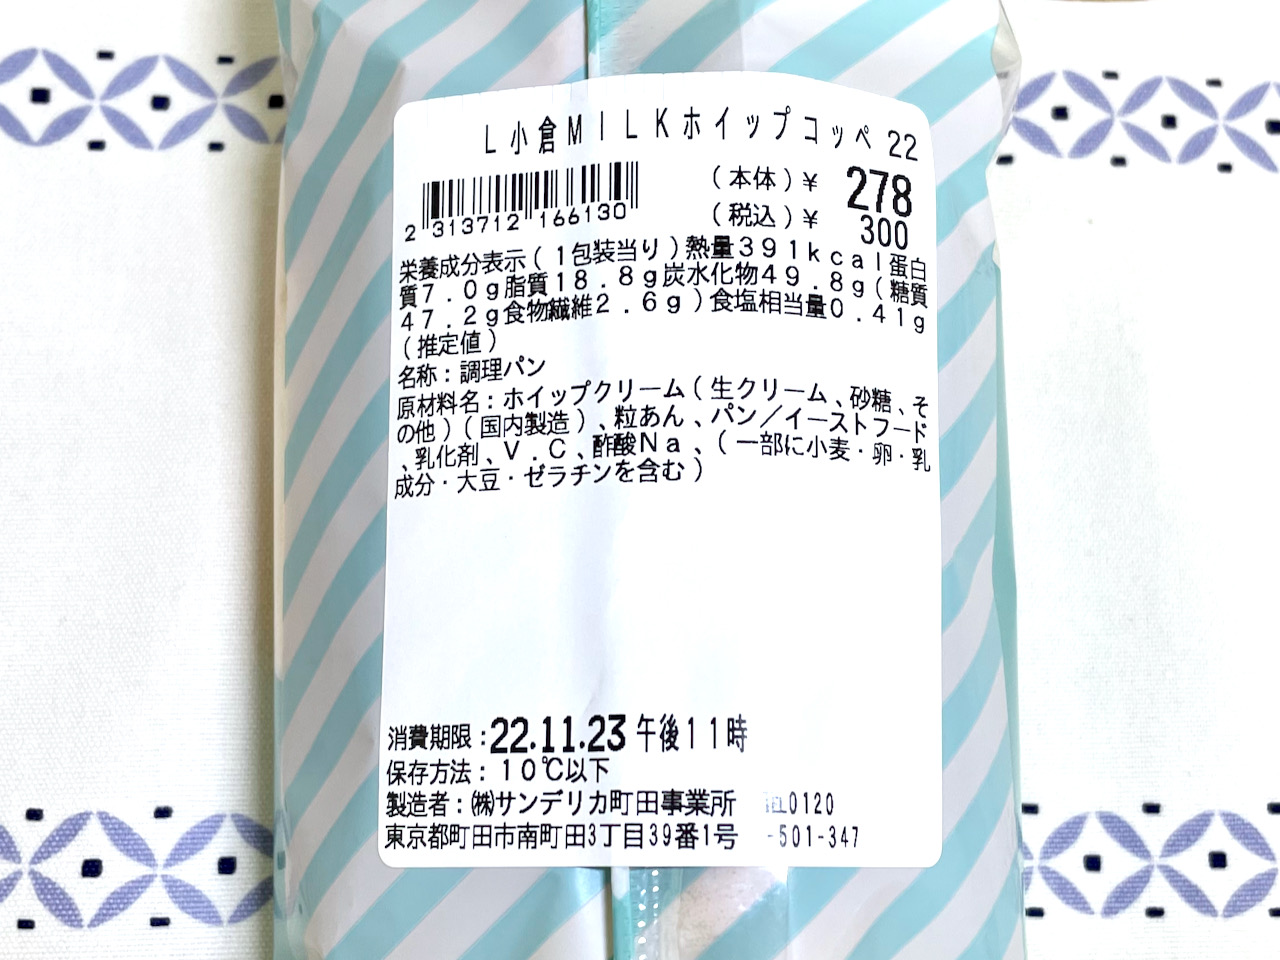 L小倉MILKホイップコッペ 22
(本体)¥ 278
(税込)¥ 300
2 313712 166130
栄養成分表示(1包装当り)熱量391kcal蛋白
質7.0g脂質18.8g炭水化物49.8g(糖質
47.2g食物繊維2.6g)食塩相当量0.41g
(推定値)
名称:調理パン
原材料名:ホイップクリーム(生クリーム、砂糖、そ
の他)(国内製造)、粒あん、パン/イーストフード
、乳化剤、V.C、酢酸Na、(一部に小麦・卵・乳
成分・大豆・ゼラチンを含む)
消費期限:22.11.23 午後11時
保存方法:10℃以下
製造者:㈱サンデリカ町田事業所 ℡0120
東京都町田市南町田3丁目39番1号 -501-347